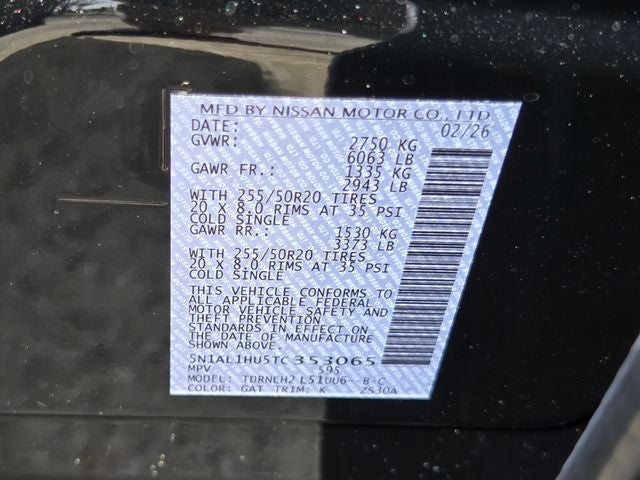 MFD BY NISSAN MOTOR CO., LTD
DATE: 02/26
GVWR: 2750 KG
6063 LB
GAWR FR.: 1335 KG
2943 LB
WITH 255/50R20 TIRES
20 X 8.0 RIMS AT 35 PSI
COLD SINGLE
GAWR RR.: 1530 KG
3373 LB
WITH 255/50R20 TIRES
20 X 8.0 RIMS AT 35 PSI
COLD SINGLE
THIS VEHICLE CONFORMS TO
ALL APPLICABLE FEDERAL
MOTOR VEHICLE SAFETY AND
THEFT PREVENTION
STANDARDS IN EFFECT ON
THE DATE OF MANUFACTURE
SHOWN ABOVE.
5N1AL1HU5TC353065
MPV 595
MODEL: TDRNLH2 L51UU6--B-C
COLOR: GAT TRIM: K ZS30A